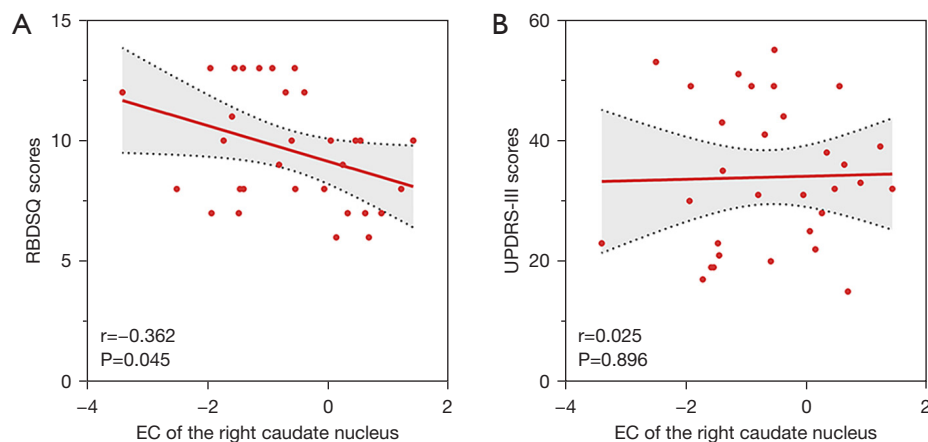 A
RBDSQ scores
15
10
5
0
r=−0.362
P=0.045
−4
−2
0
2
EC of the right caudate nucleus
B
UPDRS-III scores
60
40
20
0
r=0.025
P=0.896
−4
−2
0
2
EC of the right caudate nucleus